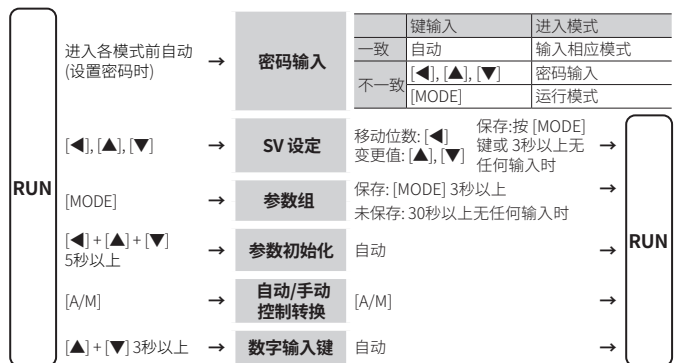 键输入 进入模式
进入各模式前自动 → 密码输入 一致 自动 输入相应模式
(设置密码时) 不一致 [◀], [▲], [▼] 密码输入
[MODE] 运行模式
[◀], [▲], [▼] → SV 设定 移动位数: [◀] 保存:按 [MODE]
变更值: [▲], [▼] 键或 3秒以上无
任何输入时 →
RUN
[MODE] → 参数组 保存: [MODE] 3秒以上 →
未保存: 30秒以上无任何输入时
[◀] + [▲] + [▼] → 参数初始化 自动 → RUN
5秒以上
[A/M] → 自动/手动 [A/M] →
控制转换
[▲] + [▼] 3秒以上 → 数字输入键 自动 →